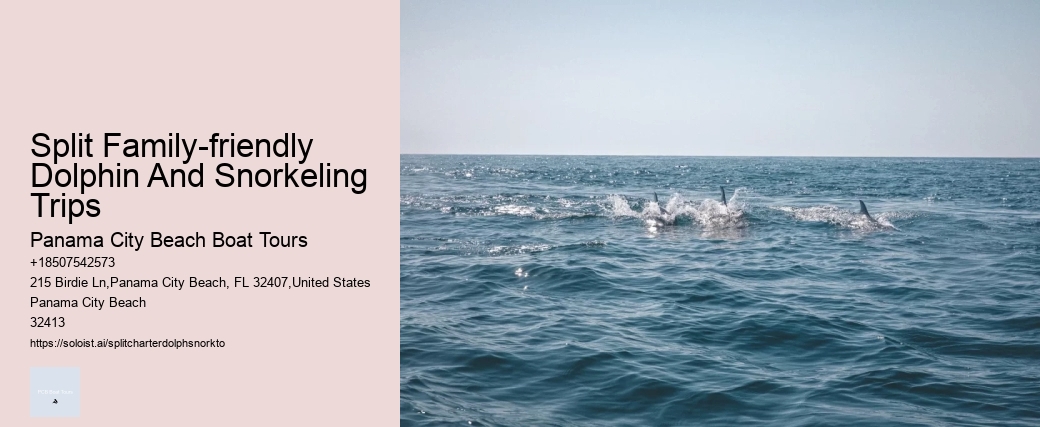 Split Family-friendly
Dolphin And Snorkeling
Trips
Panama City Beach Boat Tours
+18507542573
215 Birdie Ln,Panama City Beach, FL 32407,United States
Panama City Beach
32413
https://soloist.ai/splitcharterdolphsnorkto